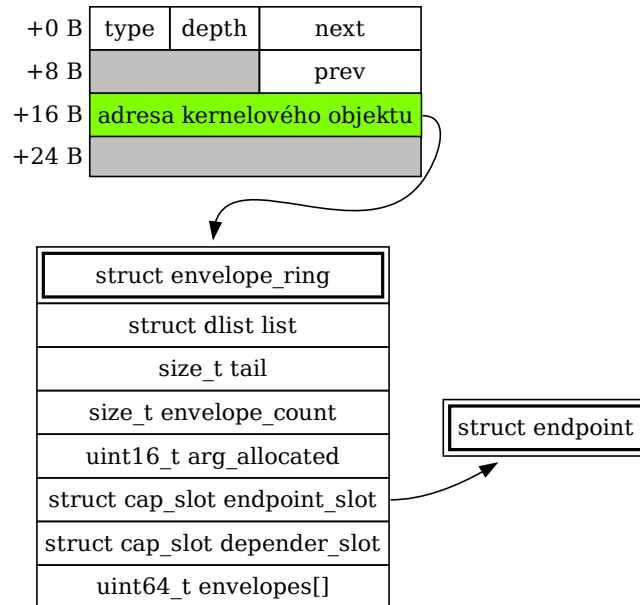 +0 B type depth next
+8 B prev
+16 B adresa kernelového objektu
+24 B
struct envelope_ring
struct dlist list
size_t tail
size_t envelope_count
uint16_t arg_allocated
struct cap_slot endpoint_slot
struct cap_slot depender_slot
uint64_t envelopes[]
struct endpoint